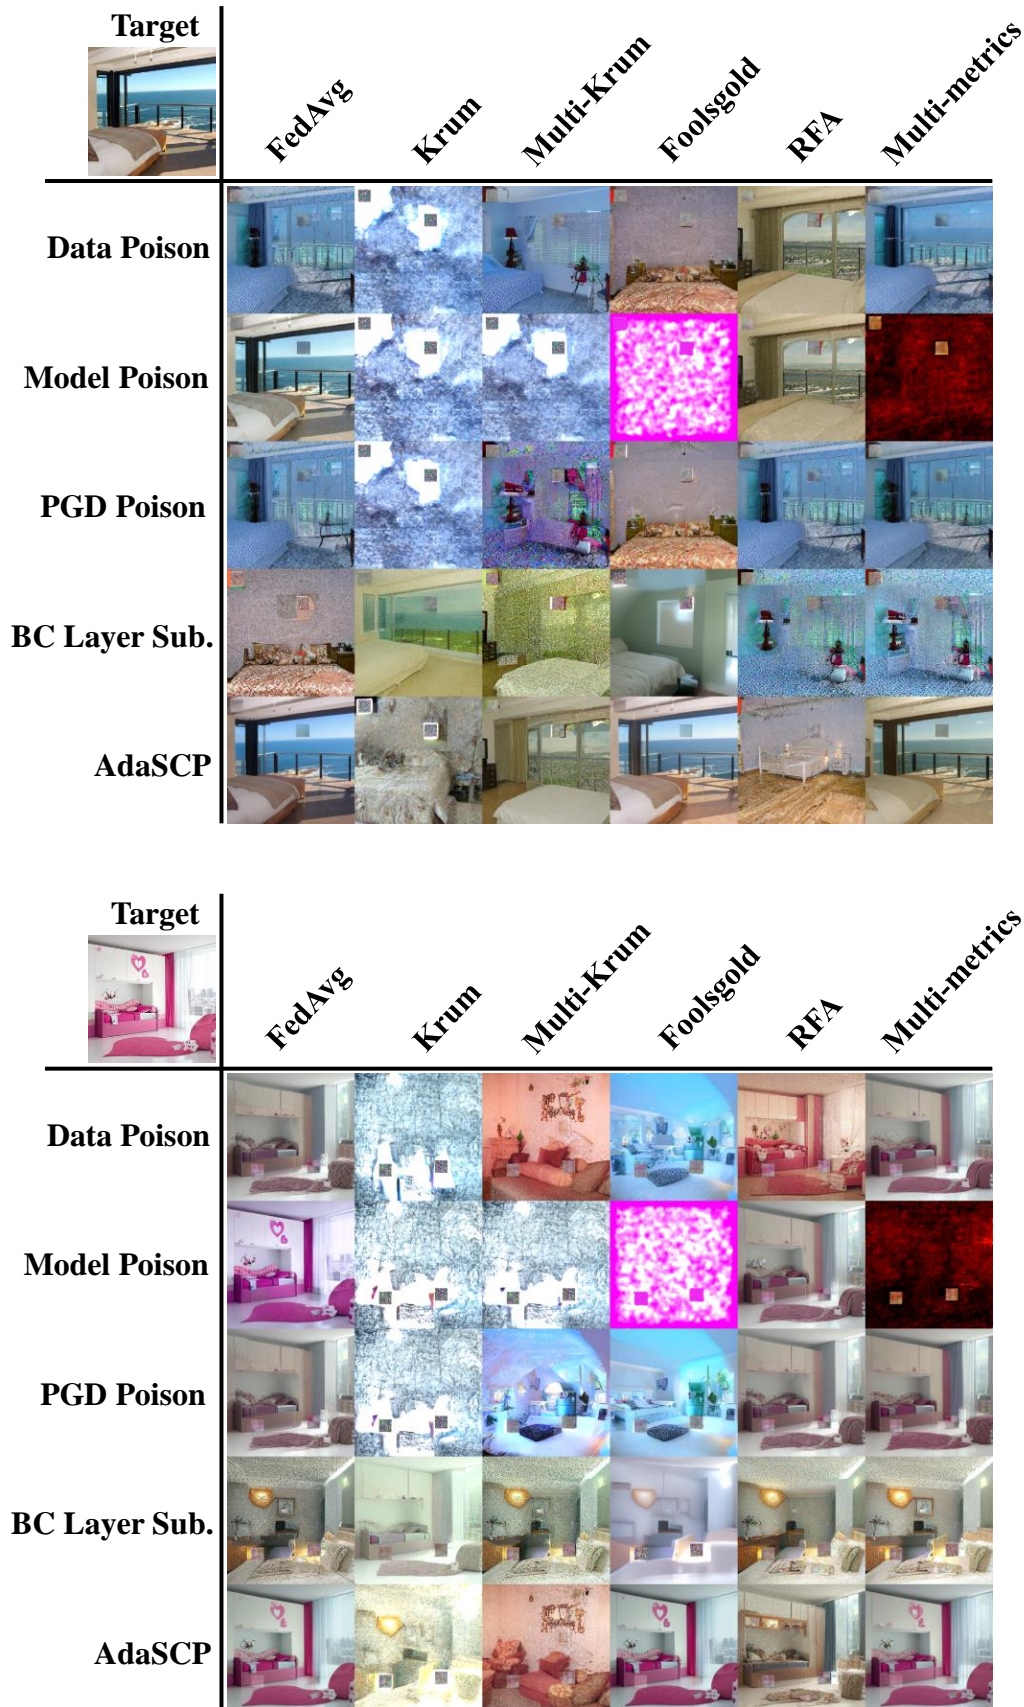 Target
FedAvg
Krum
Multi-Krum
Foolsgold
RFA
Multi-metrics
Data Poison
Model Poison
PGD Poison
BC Layer Sub.
AdaSCP
Target
FedAvg
Krum
Multi-Krum
Foolsgold
RFA
Multi-metrics
Data Poison
Model Poison
PGD Poison
BC Layer Sub.
AdaSCP